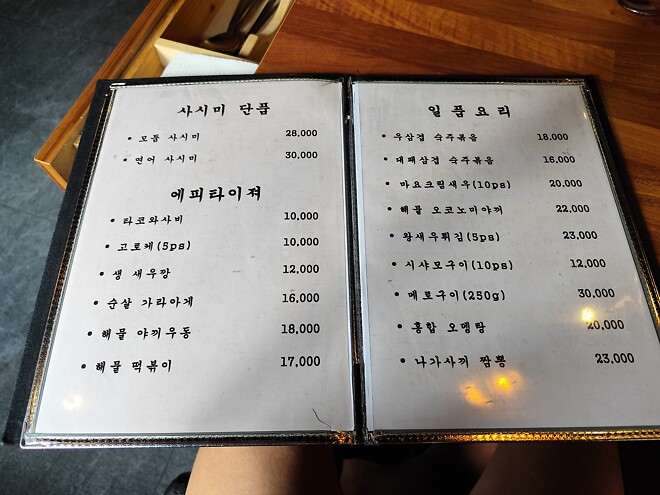 사시미 단품
• 모둠 사시미 28,000
• 연어 사시미 30,000
에피타이져
• 타코와사비 10,000
• 고로케(5ps) 10,000
• 생 새우깡 12,000
• 순살 가라아게 16,000
• 해물 야끼우동 18,000
• 해물 떡볶이 17,000
일품요리
• 우삼겹 숙주볶음 18,000
• 대패삼겹 숙주볶음 16,000
• 마요크림새우(10ps) 20,000
• 해물 오코노미야끼 22,000
• 왕새우튀김(5ps) 23,000
• 시샤모구이(10ps) 12,000
• 메로구이(250g) 30,000
• 홍합 오뎅탕 20,000
• 나가사끼 짬뽕 23,000